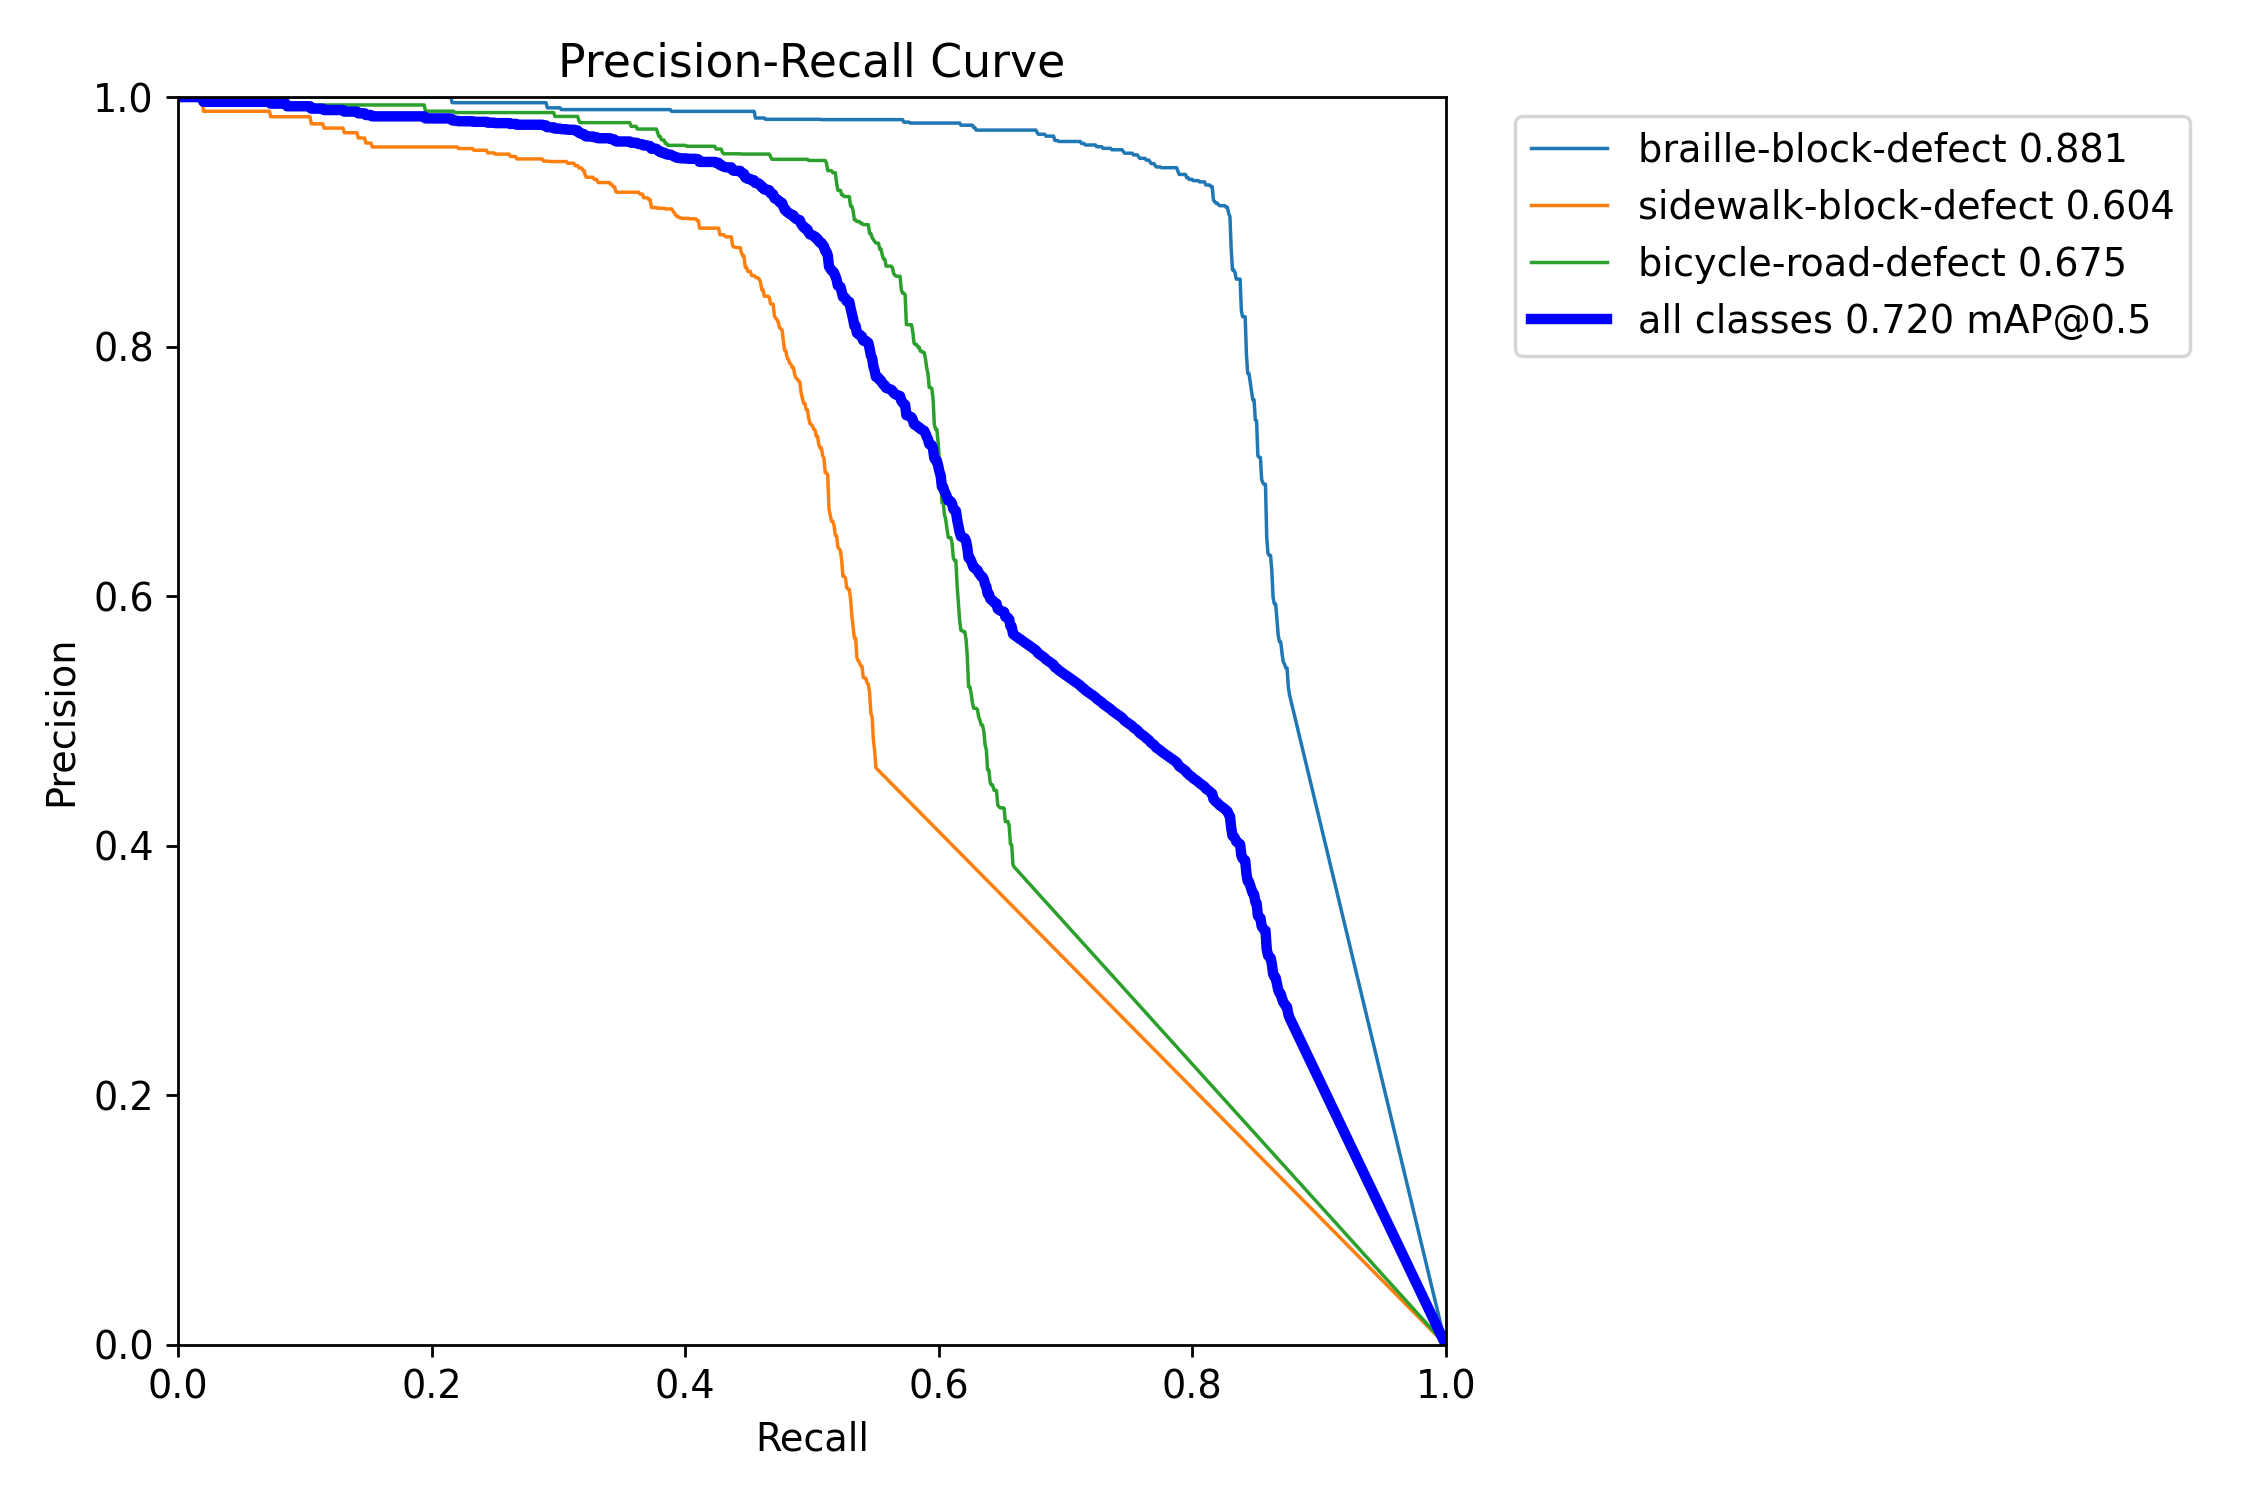 Precision-Recall Curve
1.0
0.8
0.6
0.4
0.2
0.0
Precision
0.0 0.2 0.4 0.6 0.8 1.0
Recall
braille-block-defect 0.881
sidewalk-block-defect 0.604
bicycle-road-defect 0.675
all classes 0.720 mAP@0.5